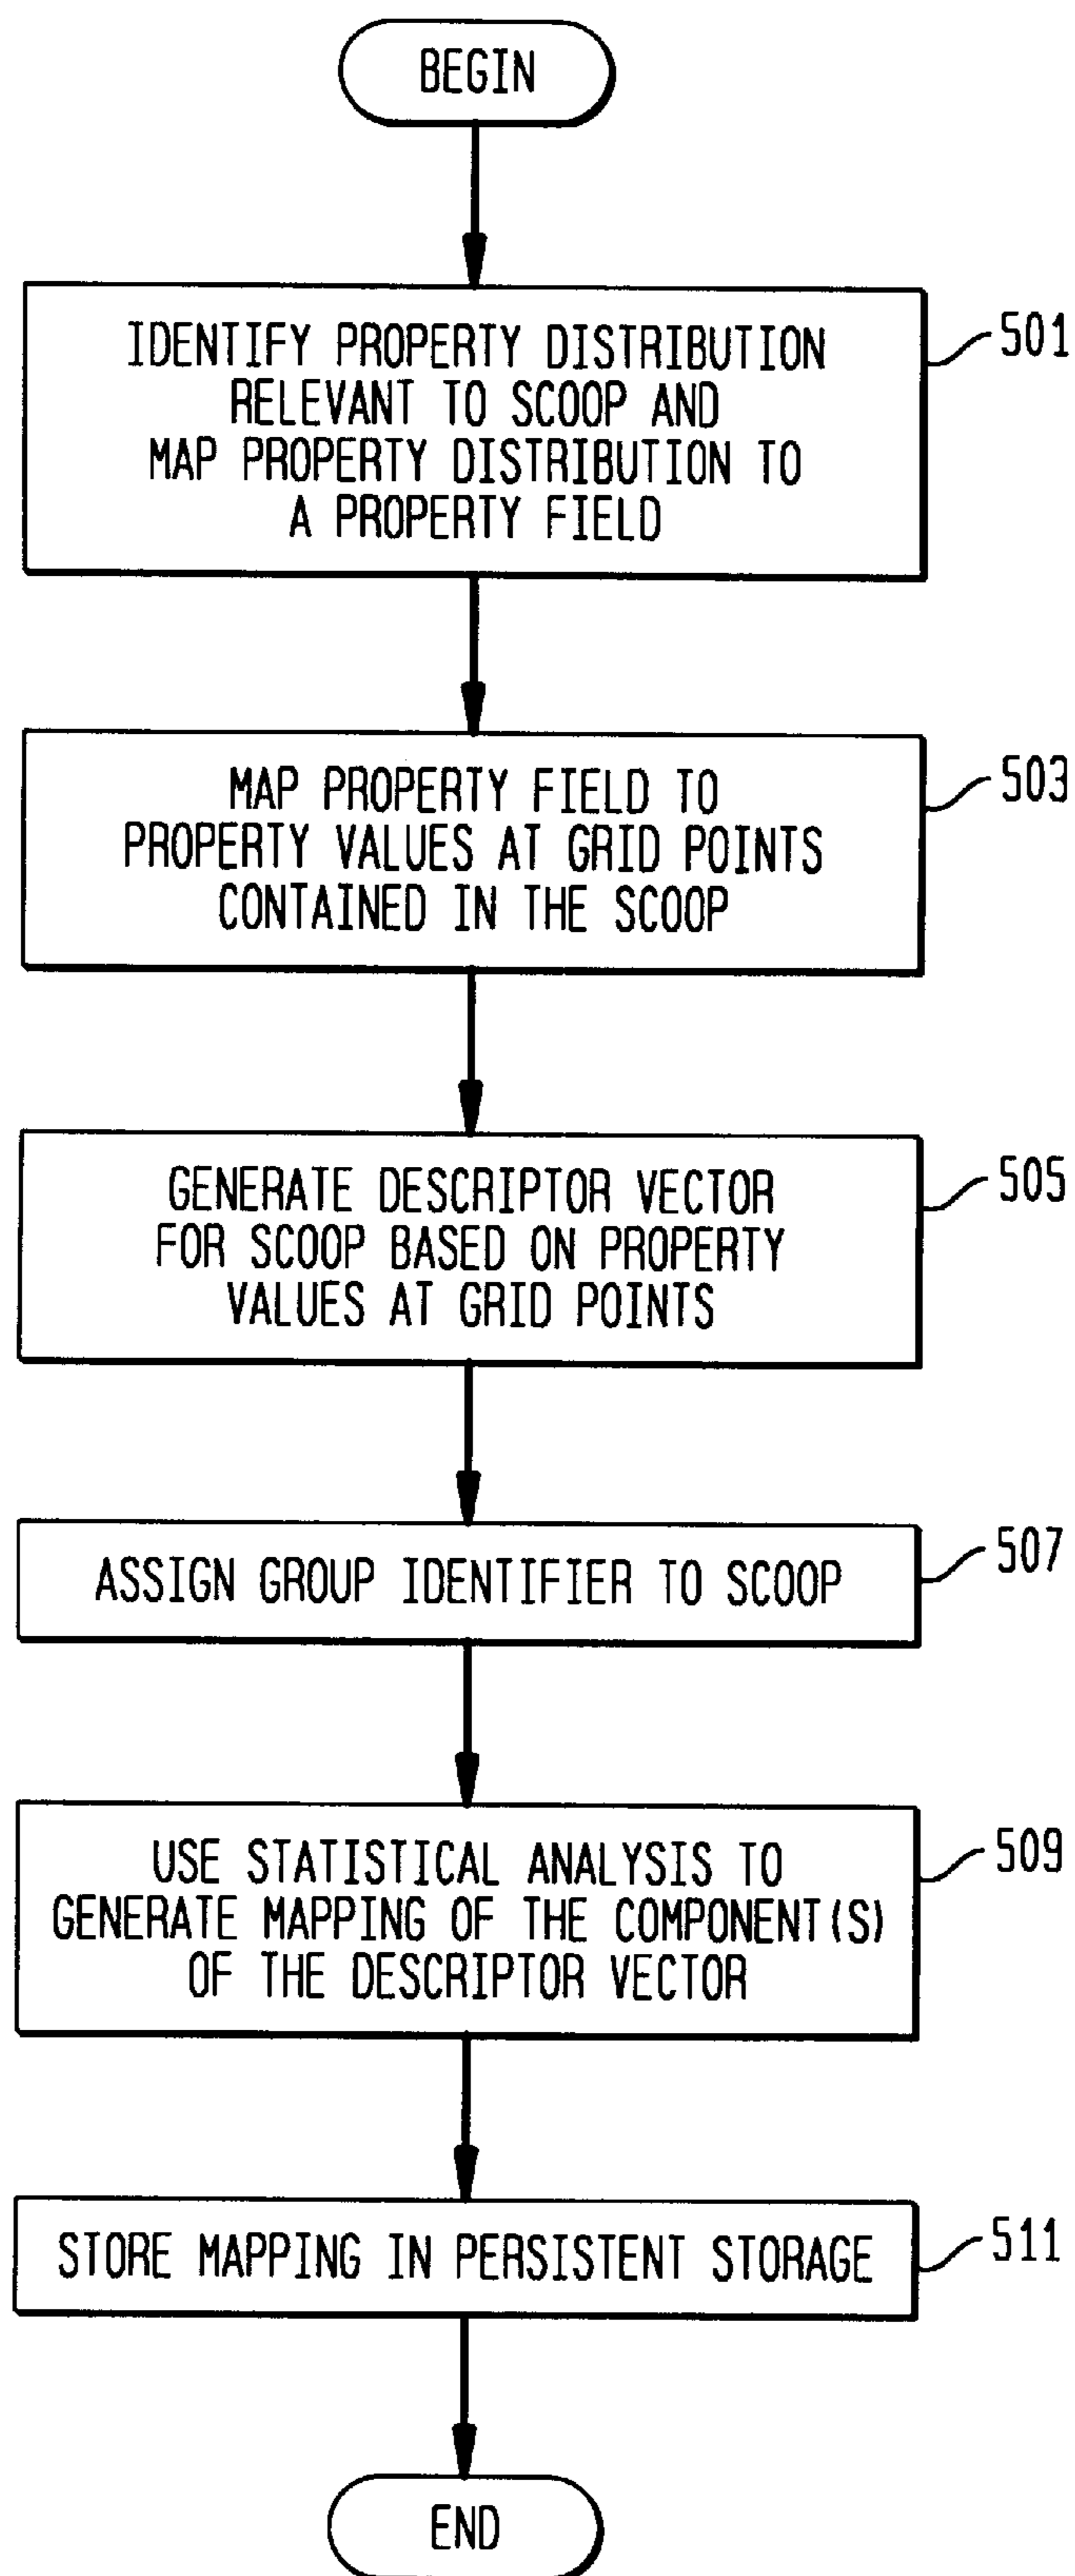 BEGIN
IDENTIFY PROPERTY DISTRIBUTION
RELEVANT TO SCOOP AND
MAP PROPERTY DISTRIBUTION TO
A PROPERTY FIELD
501
MAP PROPERTY FIELD TO
PROPERTY VALUES AT GRID POINTS
CONTAINED IN THE SCOOP
503
GENERATE DESCRIPTOR VECTOR
FOR SCOOP BASED ON PROPERTY
VALUES AT GRID POINTS
505
ASSIGN GROUP IDENTIFIER TO SCOOP
507
USE STATISTICAL ANALYSIS TO
GENERATE MAPPING OF THE COMPONENT(S)
OF THE DESCRIPTOR VECTOR
509
STORE MAPPING IN PERSISTENT STORAGE
511
END